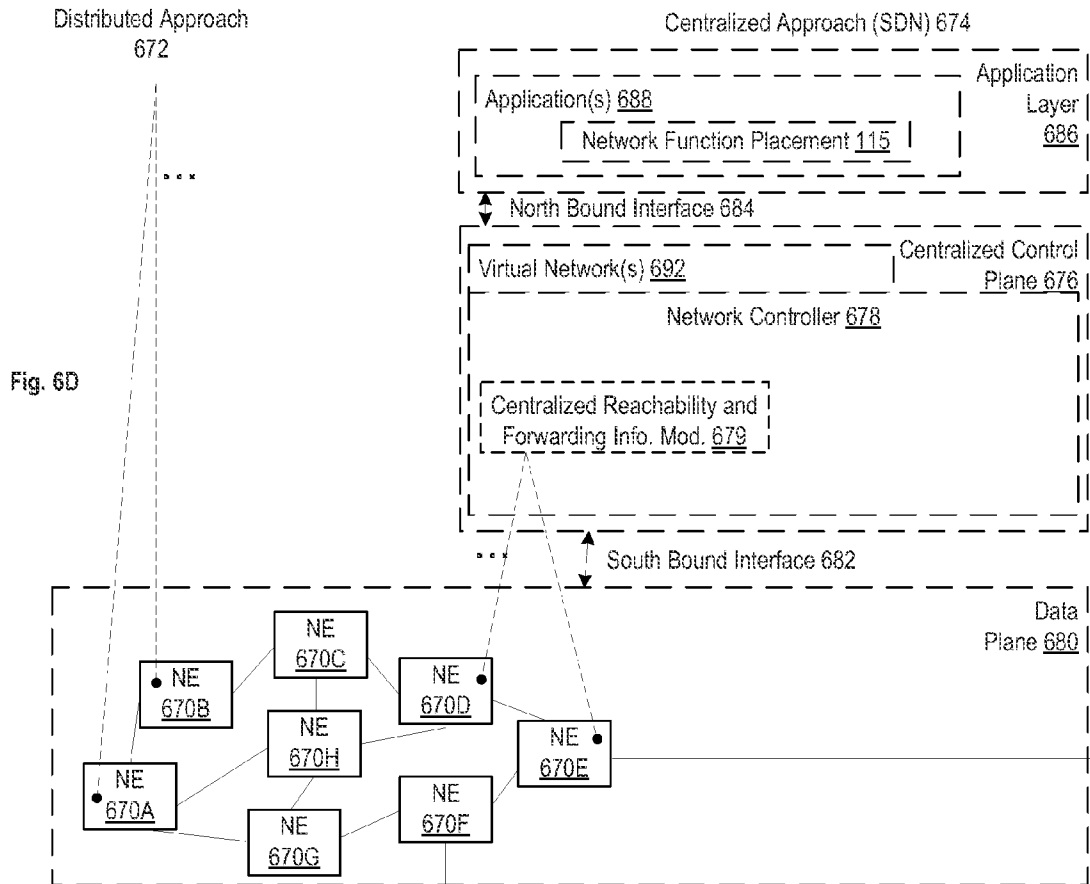 Distributed Approach
672
Centralized Approach (SDN) 674
Application
Layer
686
Application(s) 688
Network Function Placement 115
North Bound Interface 684
Virtual Network(s) 692
Centralized Control
Plane 676
Network Controller 678
Fig. 6D
Centralized Reachability and
Forwarding Info. Mod. 679
South Bound Interface 682
Data
Plane 680
NE
670C
NE
670B
NE
670D
NE
670H
NE
670E
NE
670A
NE
670F
NE
670G